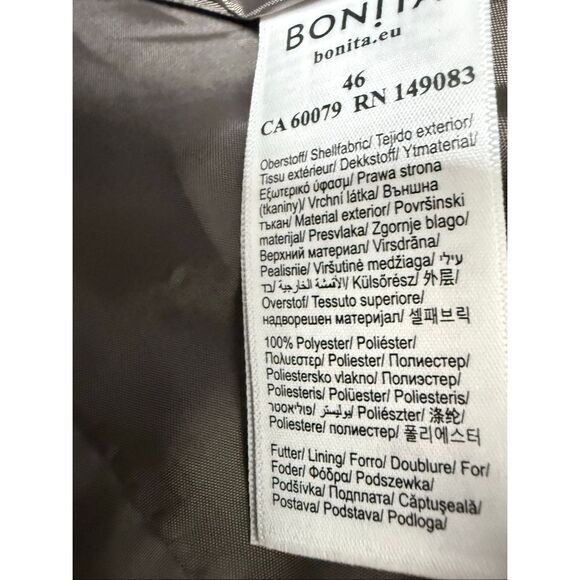 BONiTA
bonita.eu
46
CA 60079 RN 149083
Oberstoff/ Shellfabric/ Tejido exterior/
Tissu extérieur/ Dekkstoff/ Ytmaterial/
Εξωτερικό ύφασμ/ Prawa strona
(tkaniny)/ Vrchní látka/ Външна
тъкан/ Material exterior/ Površinski
materijal/ Presvlaka/ Zgornje blago/
Верхний материал/ Virsdrāna/
Pealisriie/ Viršutinė medžiaga/ עילי
בד/ الأقمشة الخارجية/ Külsőrész/ 外层/
Overstof/ Tessuto superiore/
надворешен материјал/ 셀패브릭
100% Polyester/ Poliéster/
Πολυεστερ/ Poliester/ Полиестер/
Poliestersko vlakno/ Полиэстер/
Poliesteris/ Polüester/ Poliesteris/
פוליאסטר/ بوليستر/ Poliészter/ 涤纶/
Poliestere/ полиестер/ 폴리에스터
Futter/ Lining/ Forro/ Doublure/ For/
Foder/ Φόδρα/ Podszewka/
Podšívka/ Подплата/ Căptuşeală/
Postava/ Podstava/ Podloga/